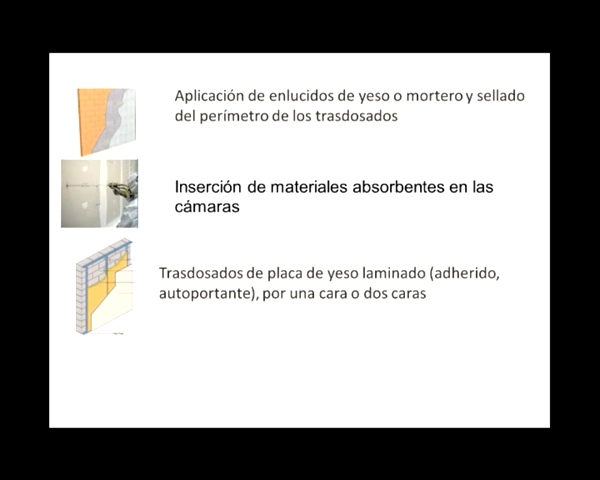 Aplicación de enlucidos de yeso o mortero y sellado
del perímetro de los trasdosados
Inserción de materiales absorbentes en las
cámaras
Trasdosados de placa de yeso laminado (adherido,
autoportante), por una cara o dos caras